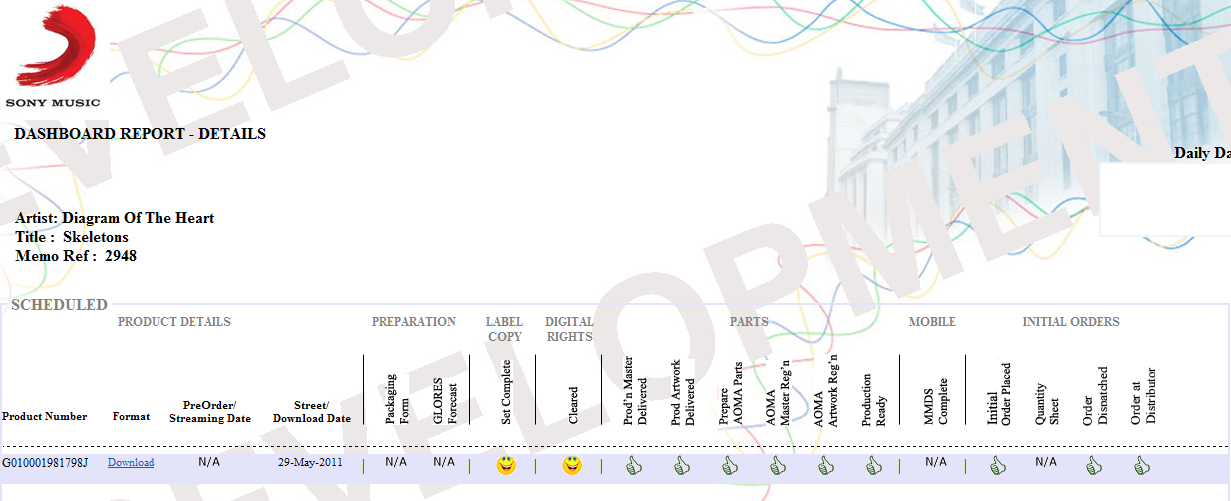 DEVELOPMENT
SONY MUSIC
DASHBOARD REPORT - DETAILS
Daily Da
Artist: Diagram Of The Heart
Title : Skeletons
Memo Ref : 2948
SCHEDULED
PRODUCT DETAILS PREPARATION LABEL COPY DIGITAL RIGHTS PARTS MOBILE INITIAL ORDERS
Product Number
Format
PreOrder/
Streaming Date
Street/
Download Date
Packaging
Form
GLORES
Forecast
Set Complete
Cleared
Prod'n Master
Delivered
Prod Artwork
Delivered
Prepare
AOMA Parts
AOMA
Master Reg'n
AOMA
Artwork Reg'n
Production
Ready
MMDS
Complete
Initial
Order Placed
Quantity
Sheet
Order
Dispatched
Order at
Distributor
G010001981798J Download N/A 29-May-2011 N/A N/A N/A N/A